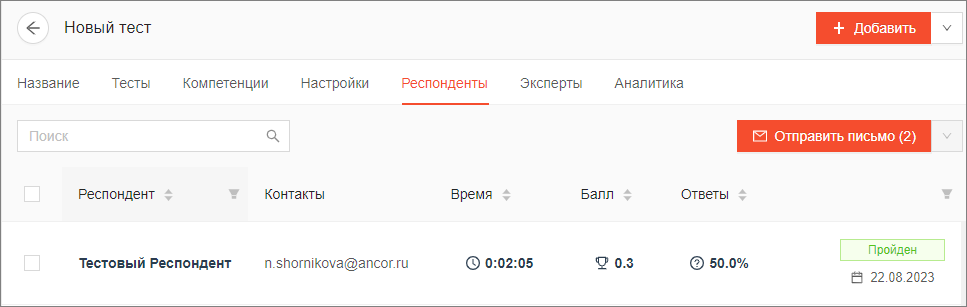 Новый тест
Добавить
Название Тесты Компетенции Настройки Респонденты Эксперты Аналитика
Поиск
Отправить письмо (2)
Респондент Контакты Время Балл Ответы
Пройден
Тестовый Респондент n.shornikova@ancor.ru 0:02:05 0.3 50.0%
22.08.2023